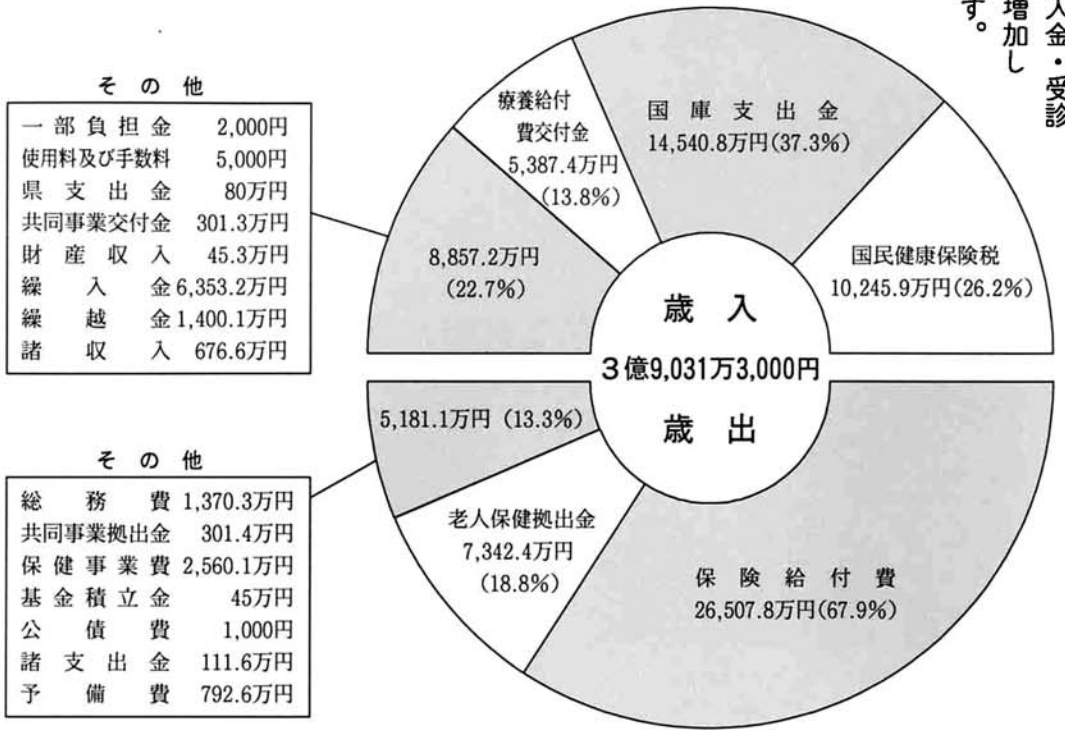 入金・受診
増加し
す。
その他
一部負担金 2,000円
使用料及び手数料 5,000円
県支出金 80万円
共同事業交付金 301.3万円
財産収入 45.3万円
繰入金 6,353.2万円
繰越金 1,400.1万円
諸収入 676.6万円
8,857.2万円
(22.7%)
療養給付
費交付金
5,387.4万円
(13.8%)
国庫支出金
14,540.8万円(37.3%)
国民健康保険税
10,245.9万円(26.2%)
歳入
3億9,031万3,000円
歳出
その他
総務費 1,370.3万円
共同事業拠出金 301.4万円
保健事業費 2,560.1万円
基金積立金 45万円
公債費 1,000円
諸支出金 111.6万円
予備費 792.6万円
5,181.1万円 (13.3%)
老人保健拠出金
7,342.4万円
(18.8%)
保険給付費
26,507.8万円(67.9%)